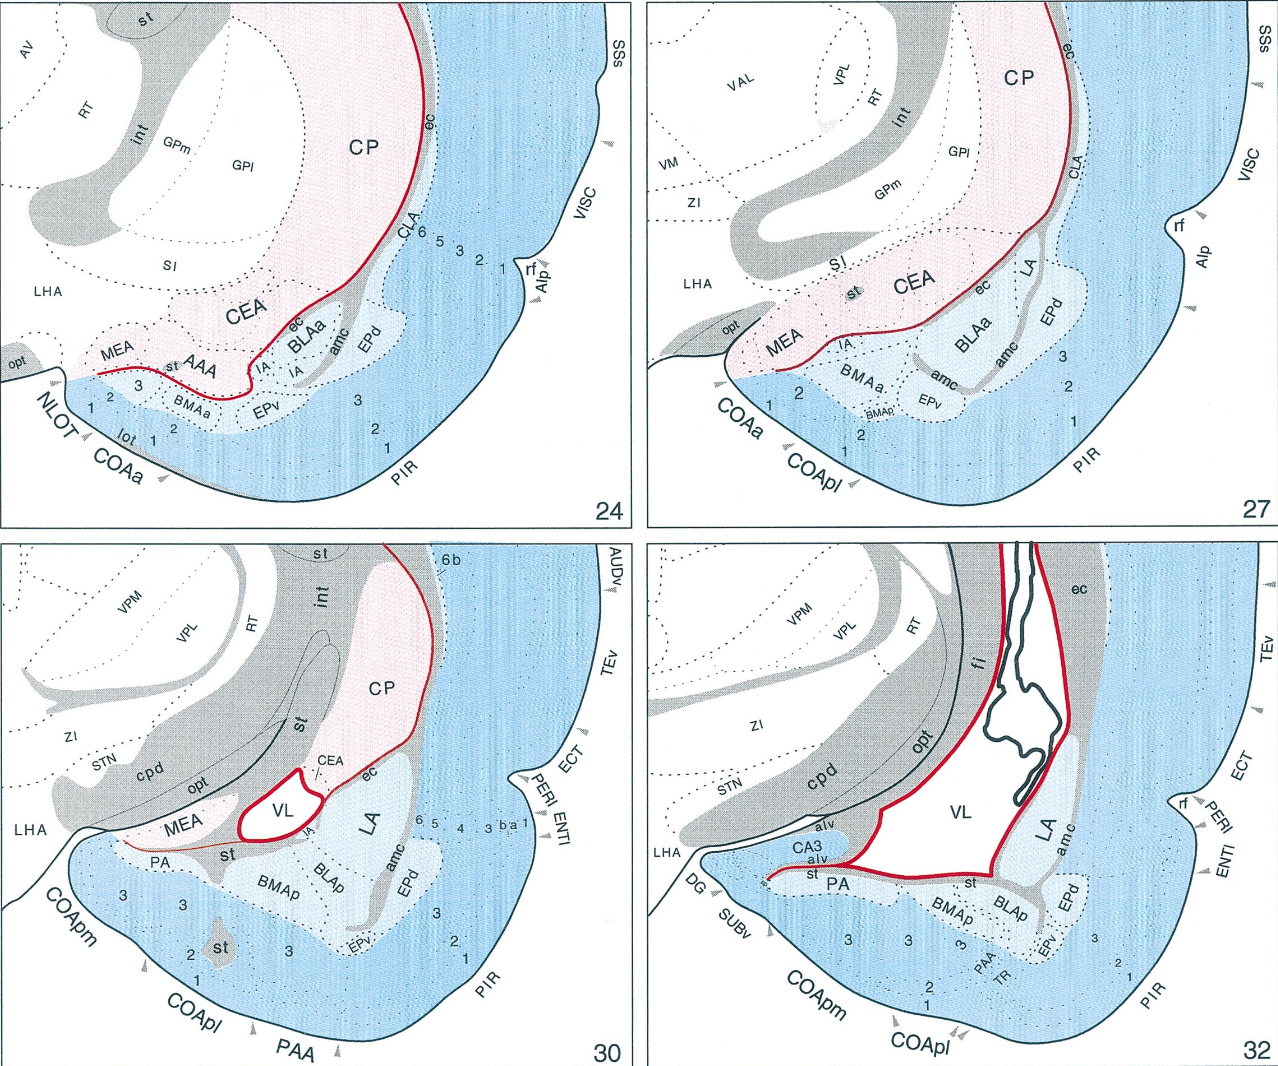 st
AV
RT
int
GPm
GPl
CP
ec
SSs
VISC
CLA
6
5
3
2
1
rf
AIp
SI
LHA
CEA
ec
BLAa
amc
EPd
MEA
st
AAA
IA
IA
opt
3
2
1
BMAa
EPv
3
NLOT
lot
1
2
2
1
COAa
PIR
24
ec
SSs
VAL
VPL
RT
int
CP
GPl
VM
GPm
CLA
VISC
ZI
rf
SI
LA
AIp
LHA
st
CEA
ec
EPd
opt
MEA
IA
BLAa
amc
3
BMAa
amc
2
1
2
BMAp
EPv
2
1
1
COAa
COApl
PIR
27
st
6b
AUDv
VPM
VPL
RT
int
TEv
CP
ZI
st
STN
cpd
opt
CEA
ec
ECT
PERI
VL
LHA
MEA
IA
LA
6
5
4
3
b
a
1
ENTl
PA
st
amc
BMAp
BLAp
EPd
3
3
3
COApm
2
st
3
EPv
2
1
1
COApl
PIR
PAA
30
ec
VPM
VPL
RT
fi
TEv
ZI
opt
STN
cpd
ECT
VL
rf
PERI
alv
LA
amc
LHA
CA3
alv
ENTl
st
PA
st
DG
BMAp
BLAp
EPd
SUBv
3
3
3
EPv
3
PAA
TR
2
1
2
1
COApm
PIR
COApl
32